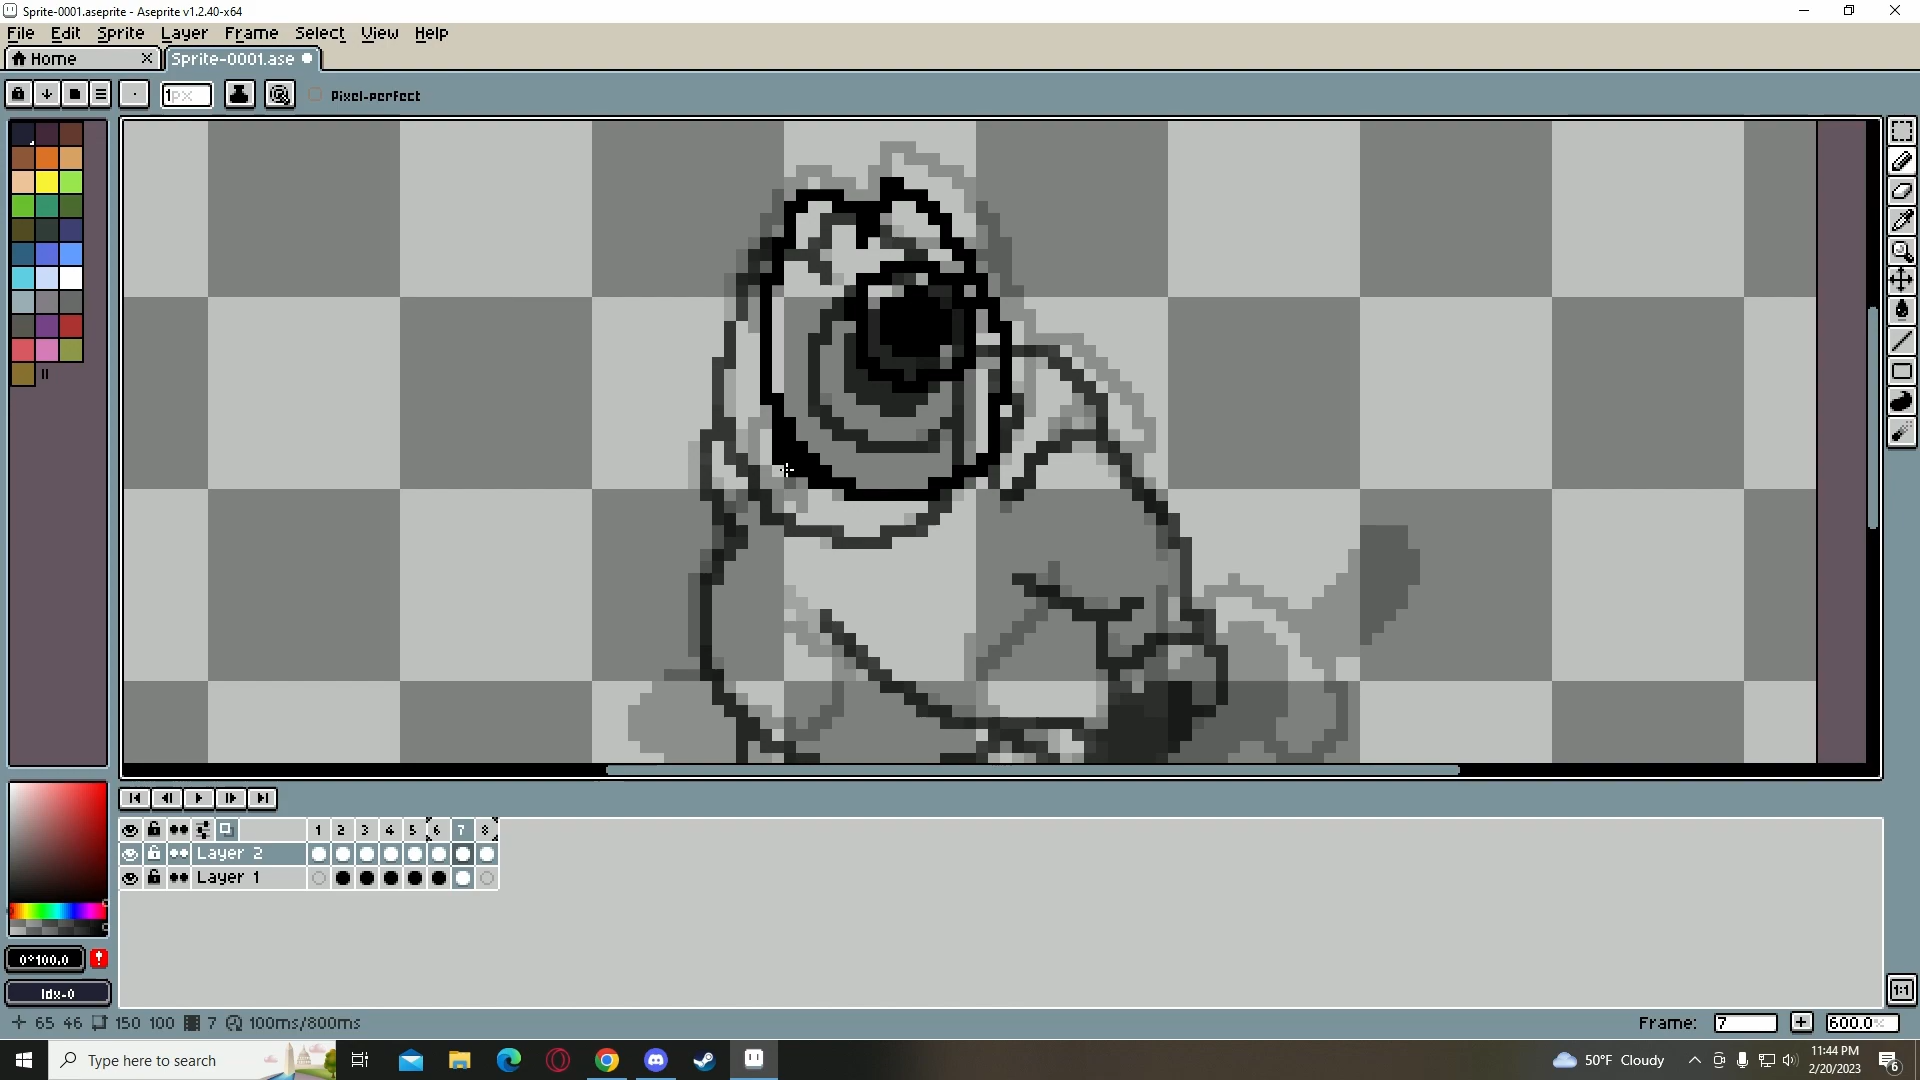 Sprite-0001.aseprite - Aseprite v1.2.40-x64
File Edit Sprite Layer Frame Select View Help
Home Sprite-0001.ase
1px Pixel-perfect
1 2 3 4 5 6 7 8
Layer 2
Layer 1
0°100,0 !
Idx-0
1:1
65 46 150 100 7 100ms/800ms Frame: 7 + 600.0%
Type here to search 50°F Cloudy 11:44 PM
2/20/2023 6